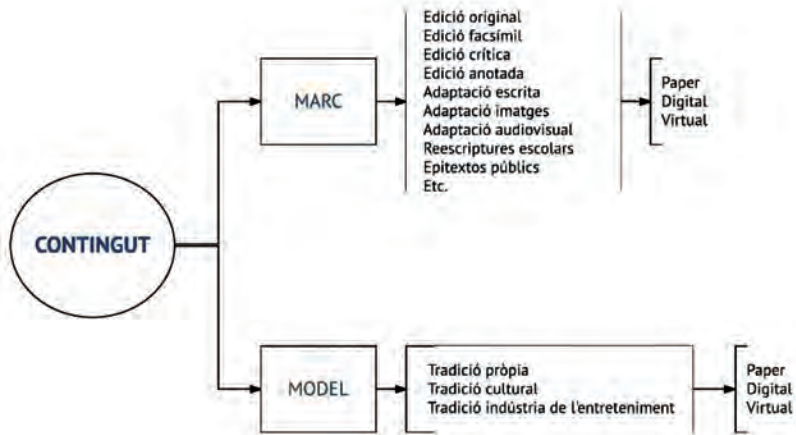 CONTINGUT
MARC
Edició original
Edició facsímil
Edició crítica
Edició anotada
Adaptació escrita
Adaptació imatges
Adaptació audiovisual
Reescriptures escolars
Epitextos públics
Etc.
Paper
Digital
Virtual
MODEL
Tradició pròpia
Tradició cultural
Tradició indústria de l'entreteniment
Paper
Digital
Virtual